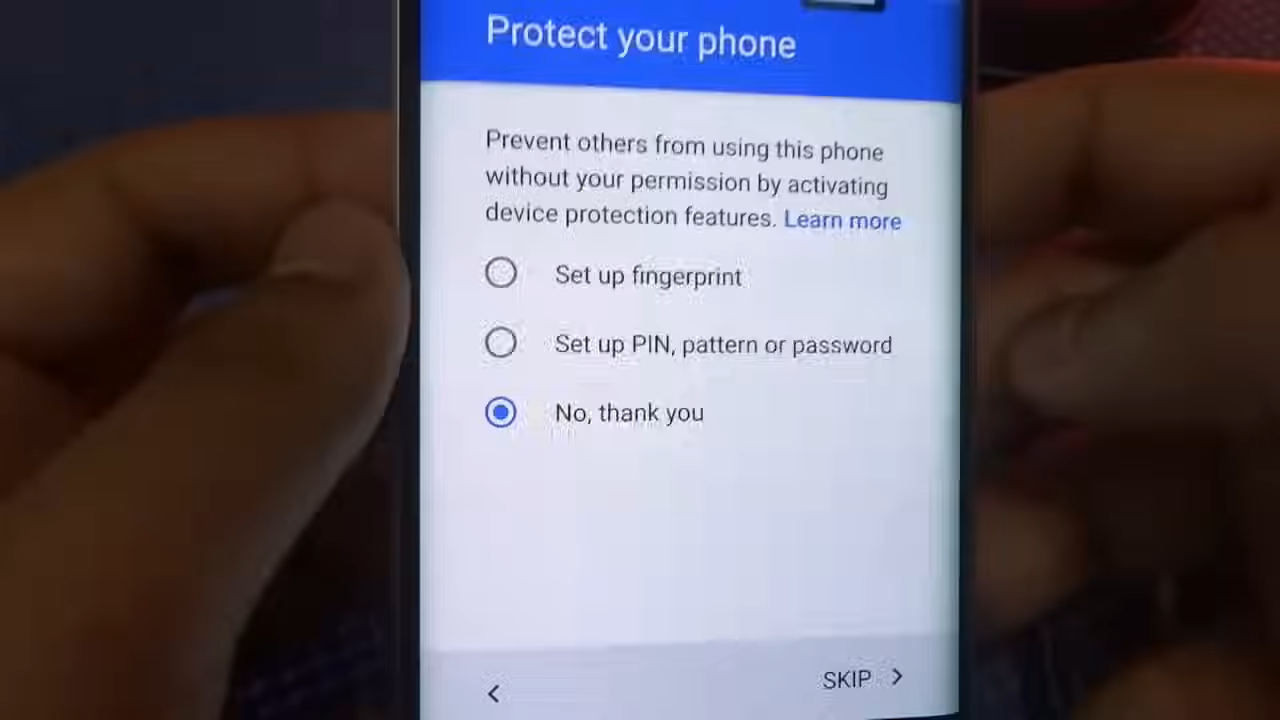 Protect your phone
Prevent others from using this phone
without your permission by activating
device protection features. Learn more
Set up fingerprint
Set up PIN, pattern or password
No, thank you
SKIP